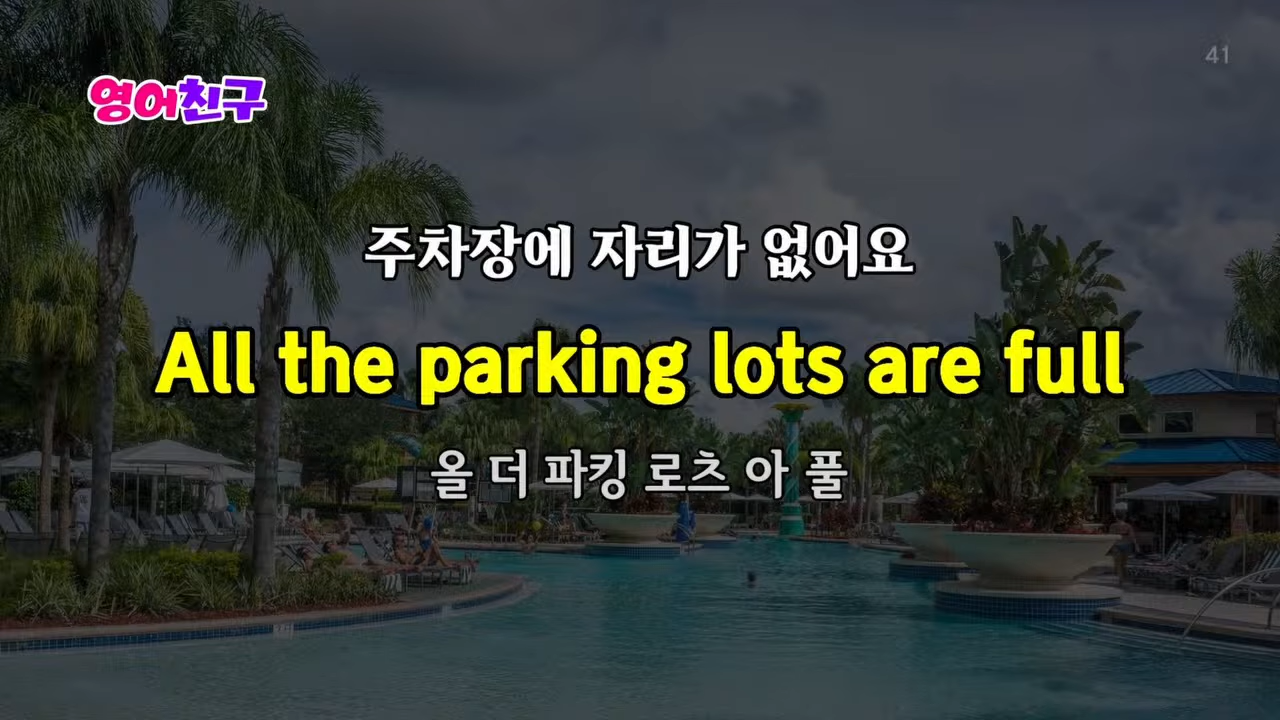 41
영어친구
주차장에 자리가 없어요
All the parking lots are full
올 더 파킹 로츠 아 풀